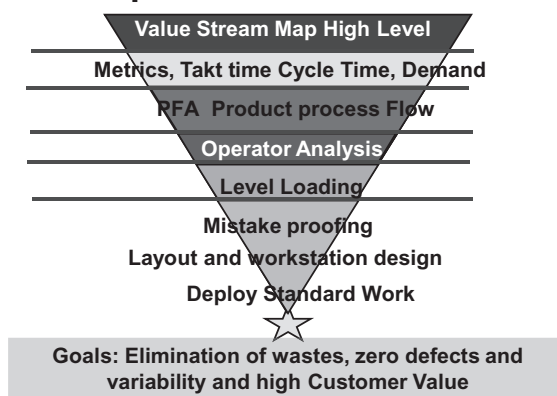 Value Stream Map High Level
Metrics, Takt time Cycle Time, Demand
PFA Product process Flow
Operator Analysis
Level Loading
Mistake proofing
Layout and workstation design
Deploy Standard Work
Goals: Elimination of wastes, zero defects and
variability and high Customer Value